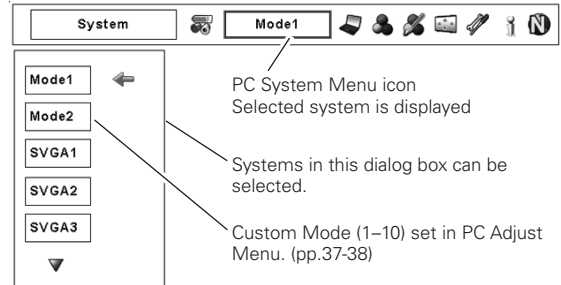 System
Mode1
PC System Menu icon
Selected system is displayed
Mode1
Mode2
SVGA1
SVGA2
SVGA3
Systems in this dialog box can be
selected.
Custom Mode (1–10) set in PC Adjust
Menu. (pp.37-38)
N